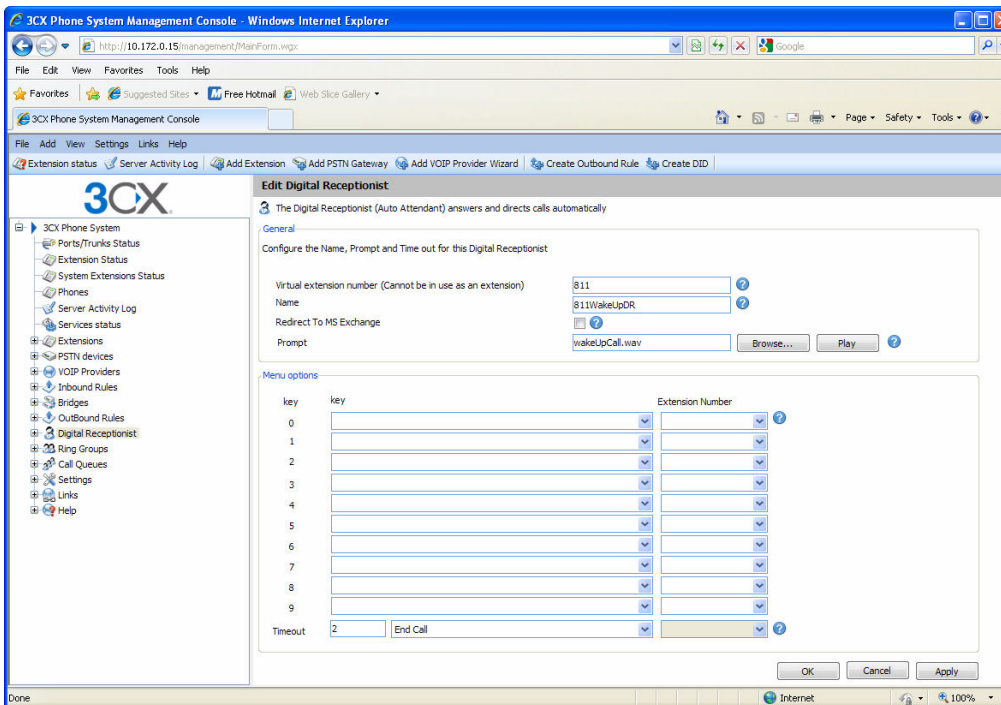 3CX Phone System Management Console - Windows Internet Explorer
http://10.172.0.15/management/MainForm.wgx
Google
File Edit View Favorites Tools Help
Favorites Suggested Sites Free Hotmail Web Slice Gallery
3CX Phone System Management Console
Page Safety Tools
File Add View Settings Links Help
Extension status Server Activity Log Add Extension Add PSTN Gateway Add VOIP Provider Wizard Create Outbound Rule Create DID
3CX
3CX Phone System
Ports/Trunks Status
Extension Status
System Extensions Status
Phones
Server Activity Log
Services status
Extensions
PSTN devices
VOIP Providers
Inbound Rules
Bridges
OutBound Rules
Digital Receptionist
Ring Groups
Call Queues
Settings
Links
Help
Edit Digital Receptionist
The Digital Receptionist (Auto Attendant) answers and directs calls automatically
General
Configure the Name, Prompt and Time out for this Digital Receptionist
Virtual extension number (Cannot be in use as an extension) 811
Name 811WakeUpDR
Redirect To MS Exchange
Prompt wakeUpCall.wav Browse... Play
Menu options
key key Extension Number
0
1
2
3
4
5
6
7
8
9
Timeout 2 End Call
OK Cancel Apply
Done Internet 100%